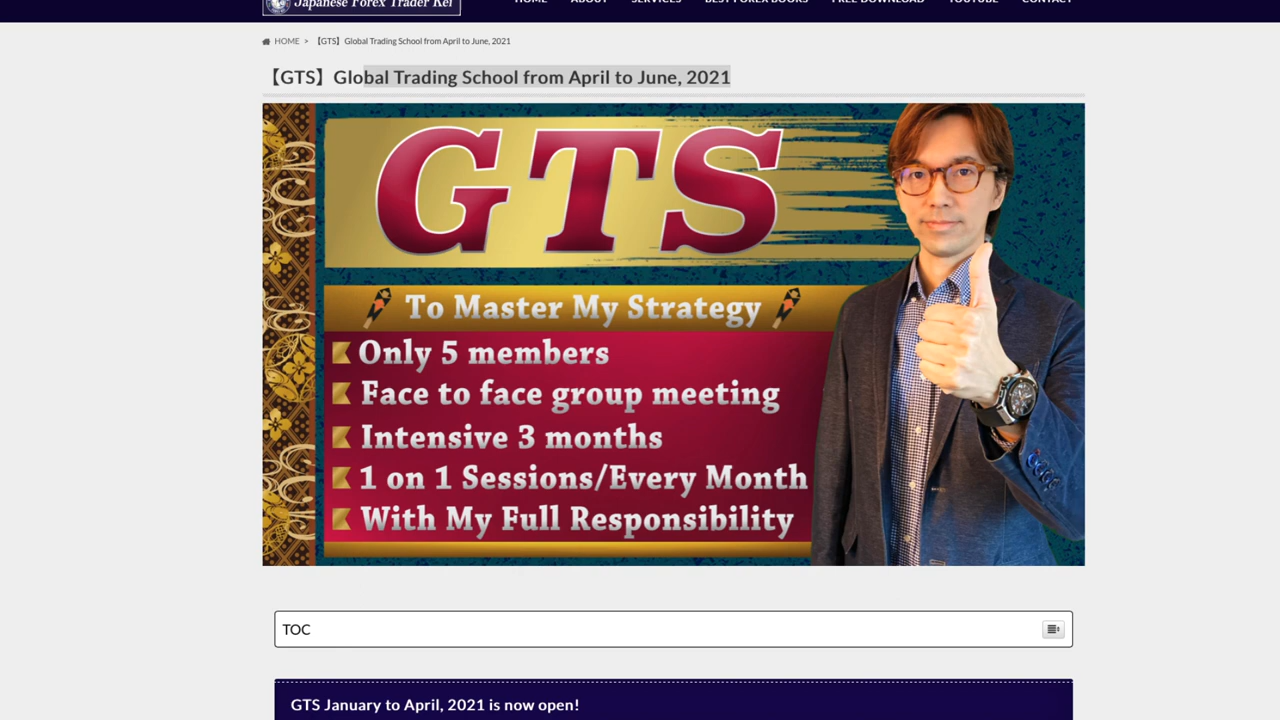 Japanese Forex Trader Kei
HOME ABOUT SERVICES BEST FOREX BOOKS FREE DOWNLOAD YOUTUBE CONTACT
HOME > 【GTS】Global Trading School from April to June, 2021
【GTS】Global Trading School from April to June, 2021
GTS
To Master My Strategy
Only 5 members
Face to face group meeting
Intensive 3 months
1 on 1 Sessions/Every Month
With My Full Responsibility
TOC
GTS January to April, 2021 is now open!